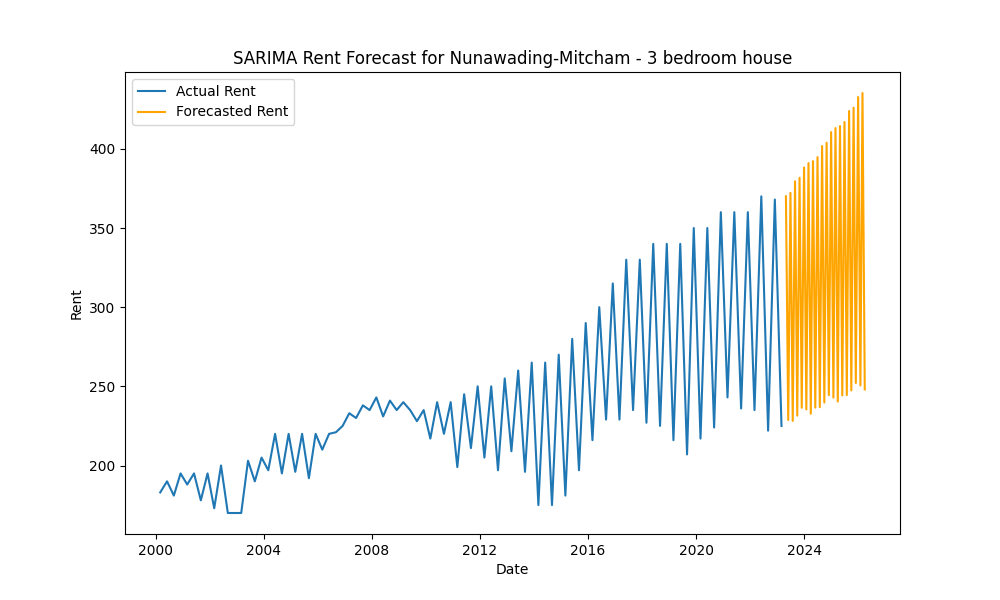 SARIMA Rent Forecast for Nunawading-Mitcham - 3 bedroom house
Actual Rent
Forecasted Rent
400
350
300
250
200
Rent
2000 2004 2008 2012 2016 2020 2024
Date